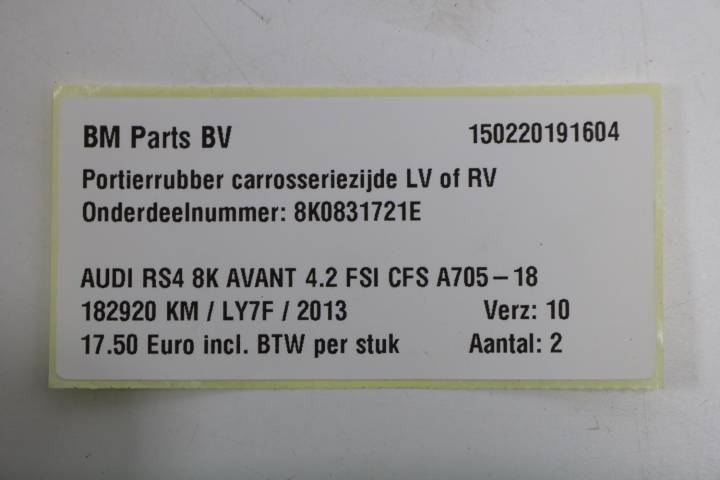 BM Parts BV 150220191604
Portierrubber carrosseriezijde LV of RV
Onderdeelnummer: 8K0831721E
AUDI RS4 8K AVANT 4.2 FSI CFS A705-18
182920 KM / LY7F / 2013 Verz: 10
17.50 Euro incl. BTW per stuk Aantal: 2